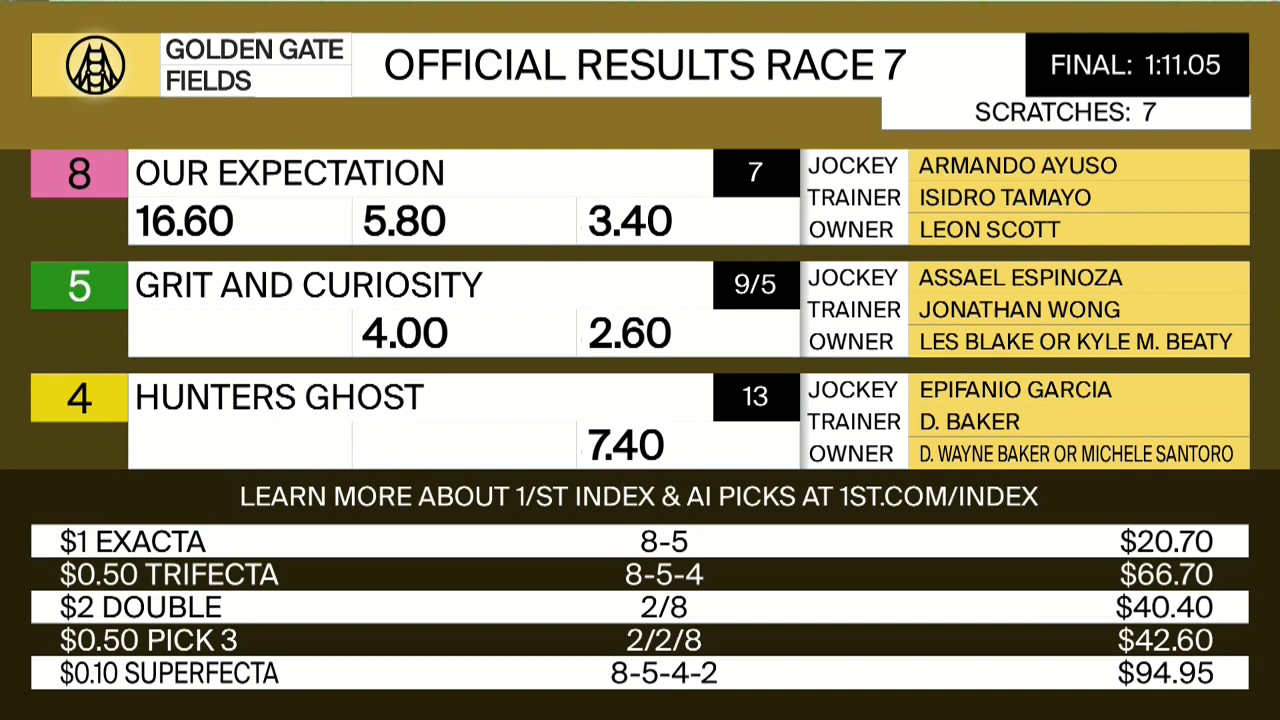 GOLDEN GATE
FIELDS
OFFICIAL RESULTS RACE 7
FINAL: 1:11.05
SCRATCHES: 7
8 OUR EXPECTATION 7
16.60 5.80 3.40
JOCKEY ARMANDO AYUSO
TRAINER ISIDRO TAMAYO
OWNER LEON SCOTT
5 GRIT AND CURIOSITY 9/5
4.00 2.60
JOCKEY ASSAEL ESPINOZA
TRAINER JONATHAN WONG
OWNER LES BLAKE OR KYLE M. BEATY
4 HUNTERS GHOST 13
7.40
JOCKEY EPIFANIO GARCIA
TRAINER D. BAKER
OWNER D. WAYNE BAKER OR MICHELE SANTORO
LEARN MORE ABOUT 1/ST INDEX & AI PICKS AT 1ST.COM/INDEX
$1 EXACTA 8-5 $20.70
$0.50 TRIFECTA 8-5-4 $66.70
$2 DOUBLE 2/8 $40.40
$0.50 PICK 3 2/2/8 $42.60
$0.10 SUPERFECTA 8-5-4-2 $94.95